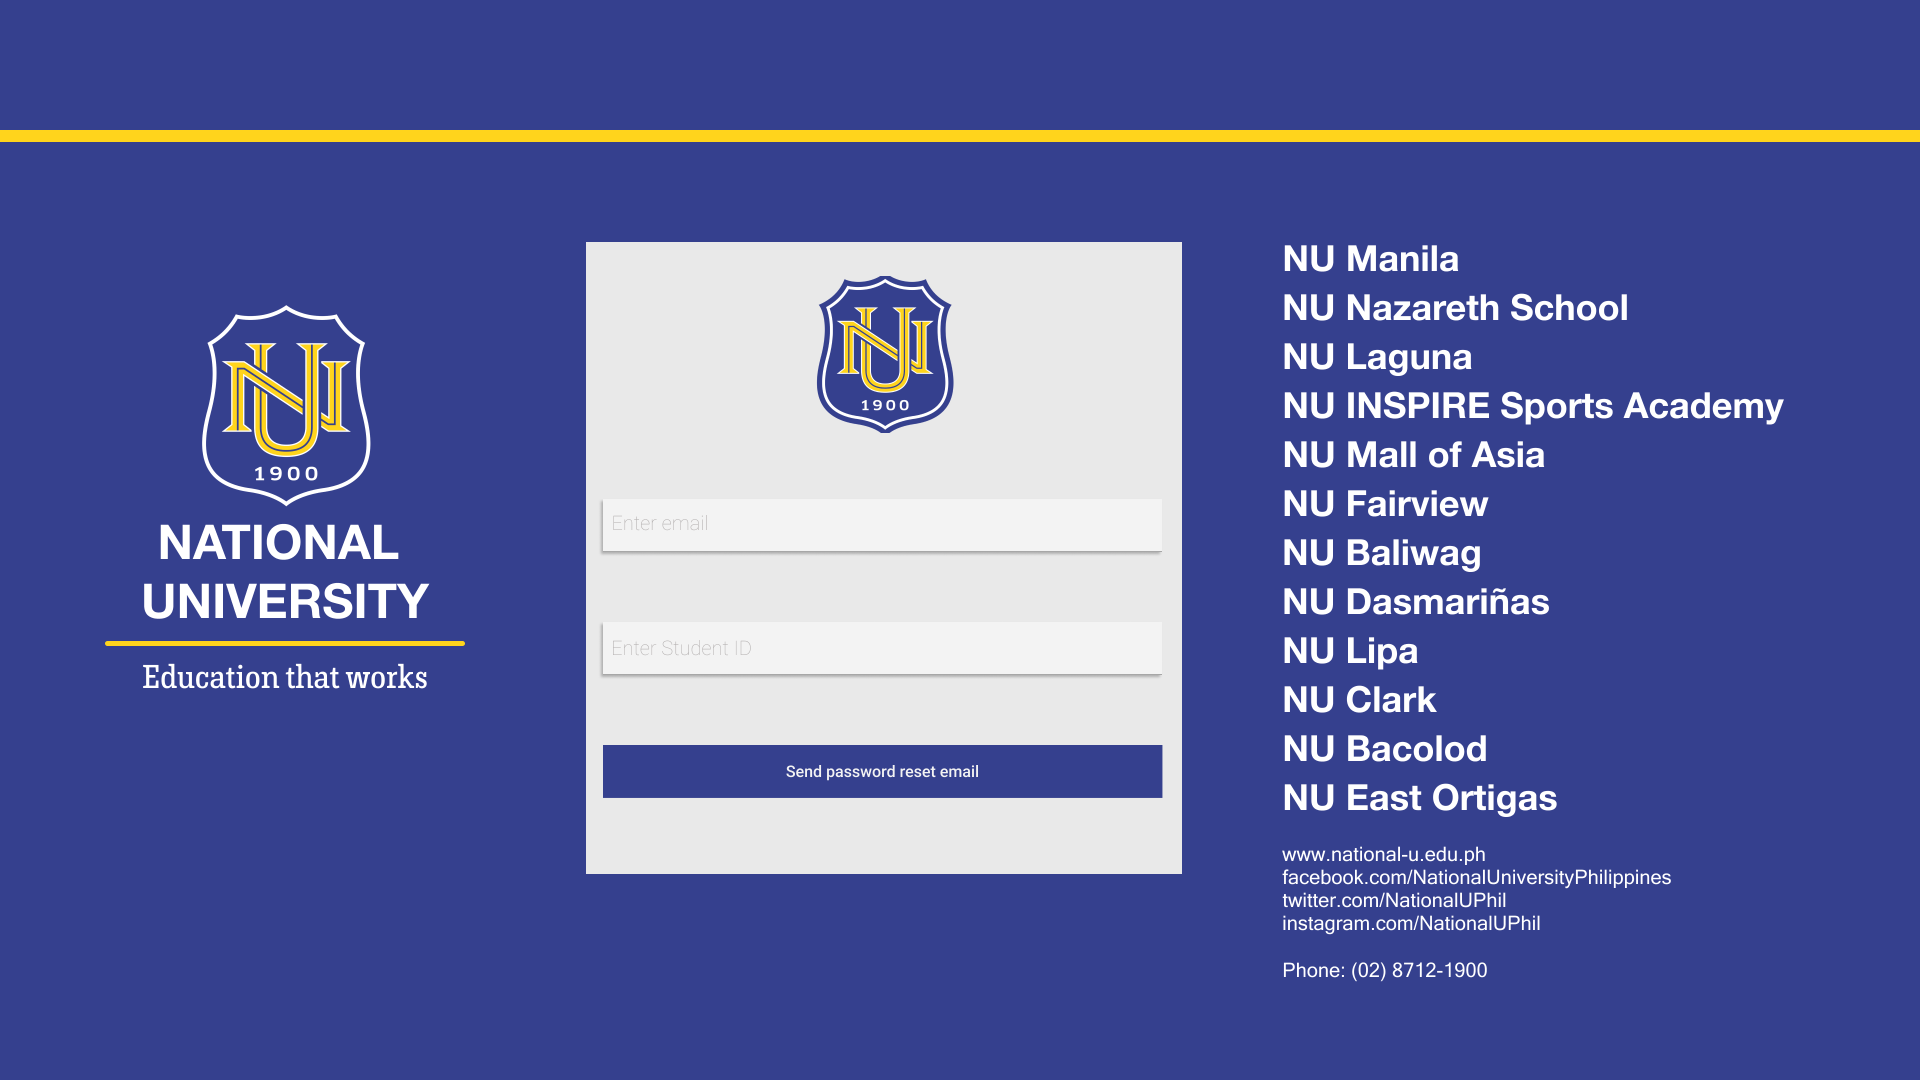 NU
1900
NATIONAL
UNIVERSITY
Education that works
NU
1900
Enter email
Enter Student ID
Send password reset email
NU Manila
NU Nazareth School
NU Laguna
NU INSPIRE Sports Academy
NU Mall of Asia
NU Fairview
NU Baliwag
NU Dasmariñas
NU Lipa
NU Clark
NU Bacolod
NU East Ortigas
www.national-u.edu.ph
facebook.com/NationalUniversityPhilippines
twitter.com/NationalUPhil
instagram.com/NationalUPhil
Phone: (02) 8712-1900